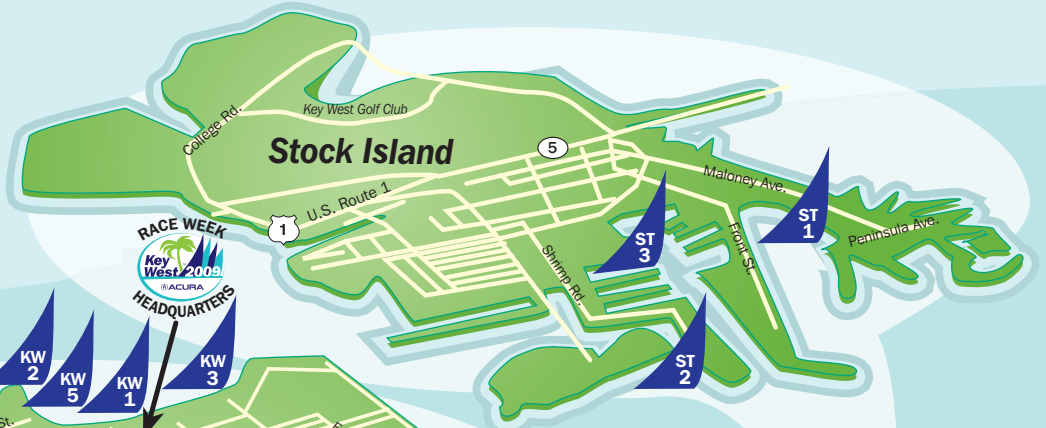 College Rd.
Key West Golf Club
Stock Island
5
U.S. Route 1
1
Maloney Ave.
Peninsula Ave.
Front St.
Shrimp Rd.
ST
1
ST
3
ST
2
RACE WEEK
Key
West 2009
ACURA
HEADQUARTERS
KW
2
KW
5
KW
1
KW
3
St.